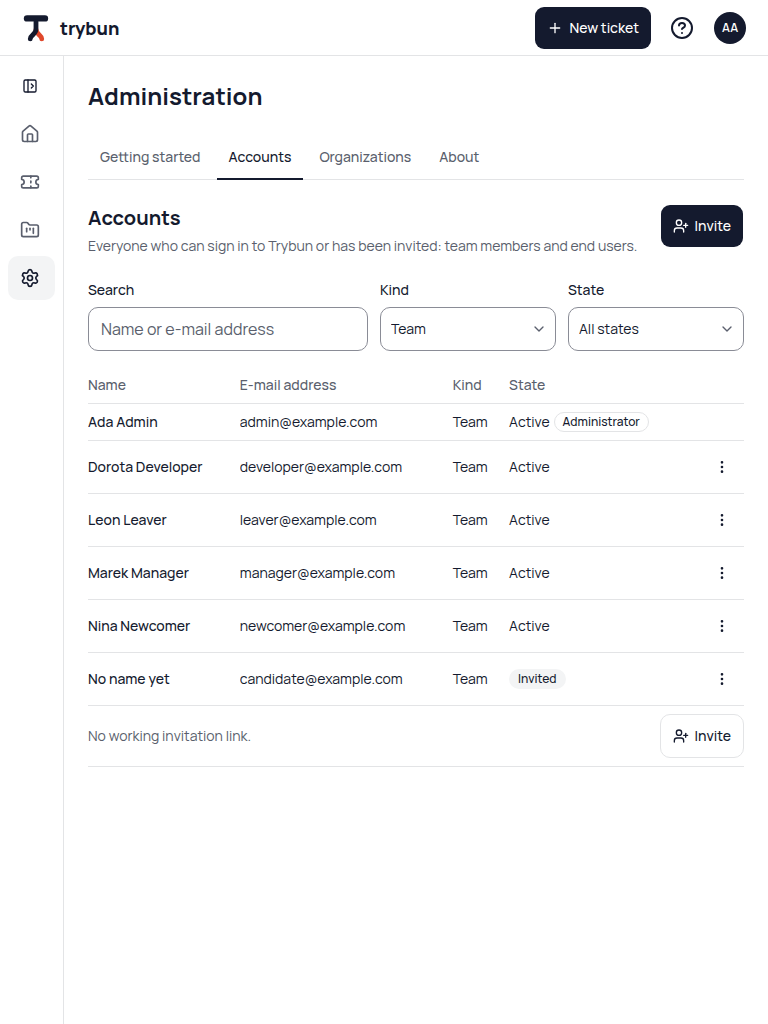 trybun
New ticket
AA
Administration
Getting started Accounts Organizations About
Accounts
Everyone who can sign in to Trybun or has been invited: team members and end users.
Invite
Search Kind State
Name or e-mail address Team All states
Name E-mail address Kind State
Ada Admin admin@example.com Team Active Administrator
Dorota Developer developer@example.com Team Active
Leon Leaver leaver@example.com Team Active
Marek Manager manager@example.com Team Active
Nina Newcomer newcomer@example.com Team Active
No name yet candidate@example.com Team Invited
No working invitation link. Invite